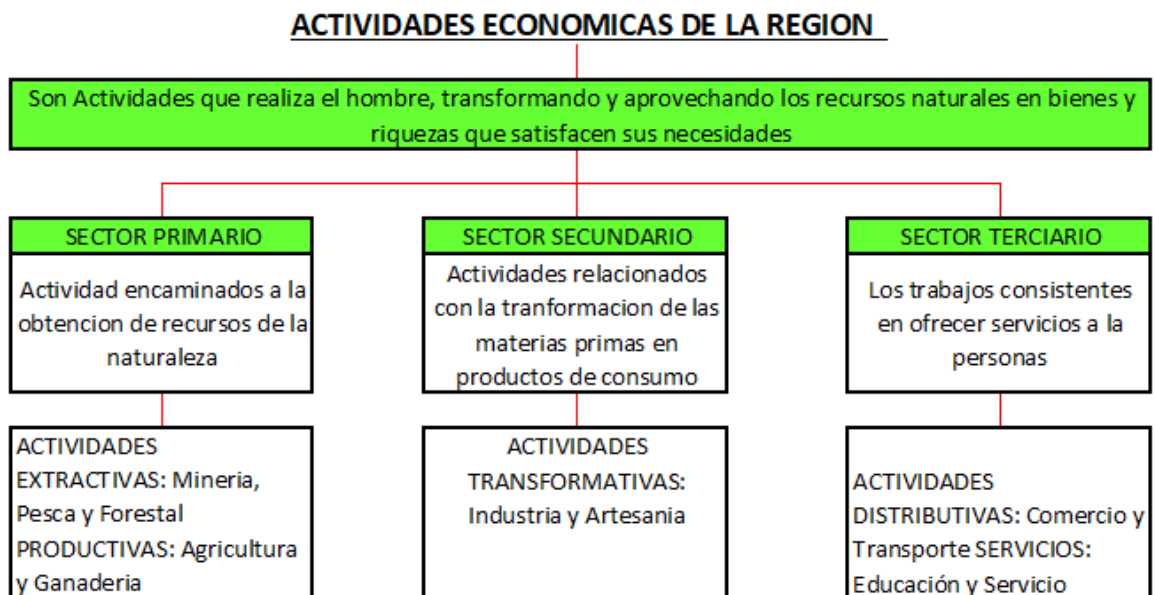 ACTIVIDADES ECONOMICAS DE LA REGION
Son Actividades que realiza el hombre, transformando y aprovechando los recursos naturales en bienes y
riquezas que satisfacen sus necesidades
SECTOR PRIMARIO
Actividad encaminados a la
obtencion de recursos de la
naturaleza
ACTIVIDADES
EXTRACTIVAS: Mineria,
Pesca y Forestal
PRODUCTIVAS: Agricultura
y Ganaderia
SECTOR SECUNDARIO
Actividades relacionados
con la tranformacion de las
materias primas en
productos de consumo
ACTIVIDADES
TRANSFORMATIVAS:
Industria y Artesania
SECTOR TERCIARIO
Los trabajos consistentes
en ofrecer servicios a la
personas
ACTIVIDADES
DISTRIBUTIVAS: Comercio y
Transporte SERVICIOS:
Educación y Servicio